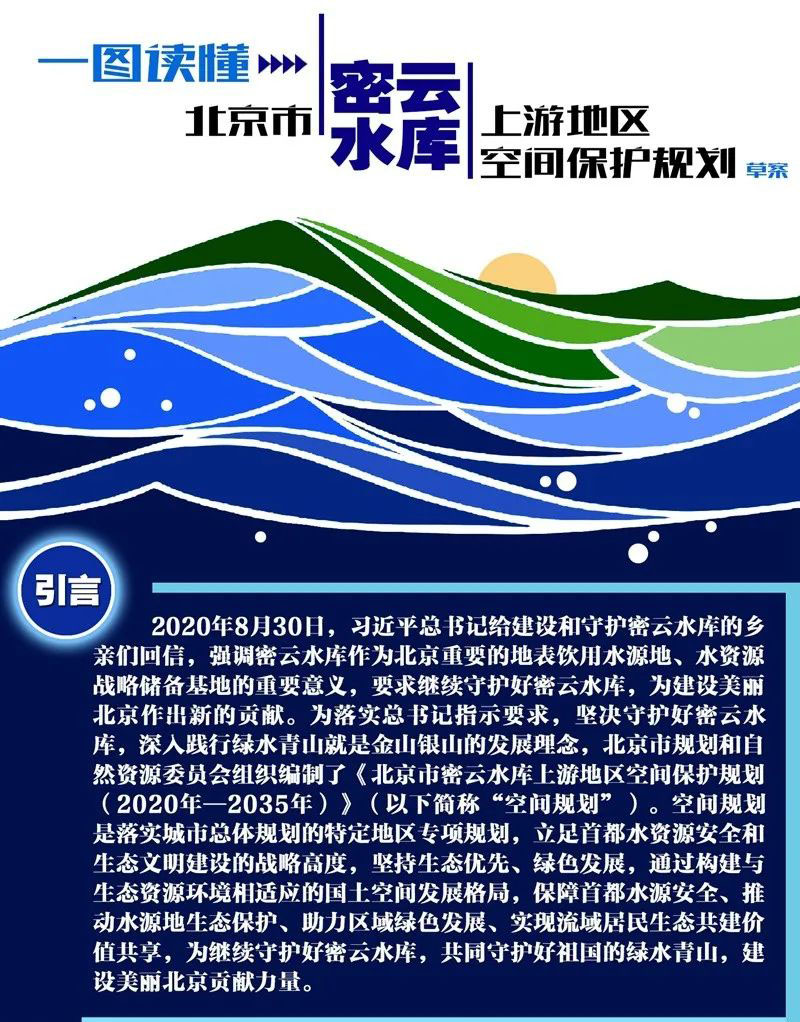 一图读懂
北京市
密云
水库
上游地区
空间保护规划 草案
引言
2020年8月30日，习近平总书记给建设和守护密云水库的乡
亲们回信，强调密云水库作为北京重要的地表饮用水源地、水资源
战略储备基地的重要意义，要求继续守护好密云水库，为建设美丽
北京作出新的贡献。为落实总书记指示要求，坚决守护好密云水
库，深入践行绿水青山就是金山银山的发展理念，北京市规划和自
然资源委员会组织编制了《北京市密云水库上游地区空间保护规划
（2020年—2035年）》（以下简称“空间规划”）。空间规划
是落实城市总体规划的特定地区专项规划，立足首都水资源安全和
生态文明建设的战略高度，坚持生态优先、绿色发展，通过构建与
生态资源环境相适应的国土空间发展格局，保障首都水源安全、推
动水源地生态保护、助力区域绿色发展、实现流域居民生态共建价
值共享，为继续守护好密云水库，共同守护好祖国的绿水青山，建
设美丽北京贡献力量。